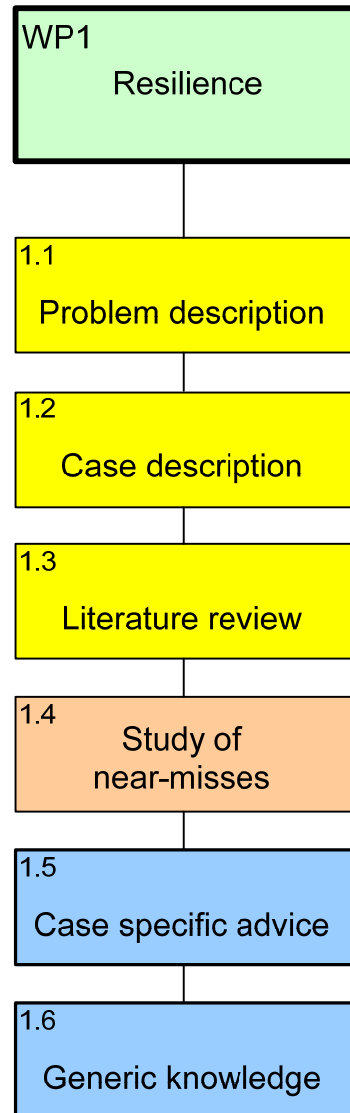 WP1
Resilience
1.1
Problem description
1.2
Case description
1.3
Literature review
1.4
Study of
near-misses
1.5
Case specific advice
1.6
Generic knowledge